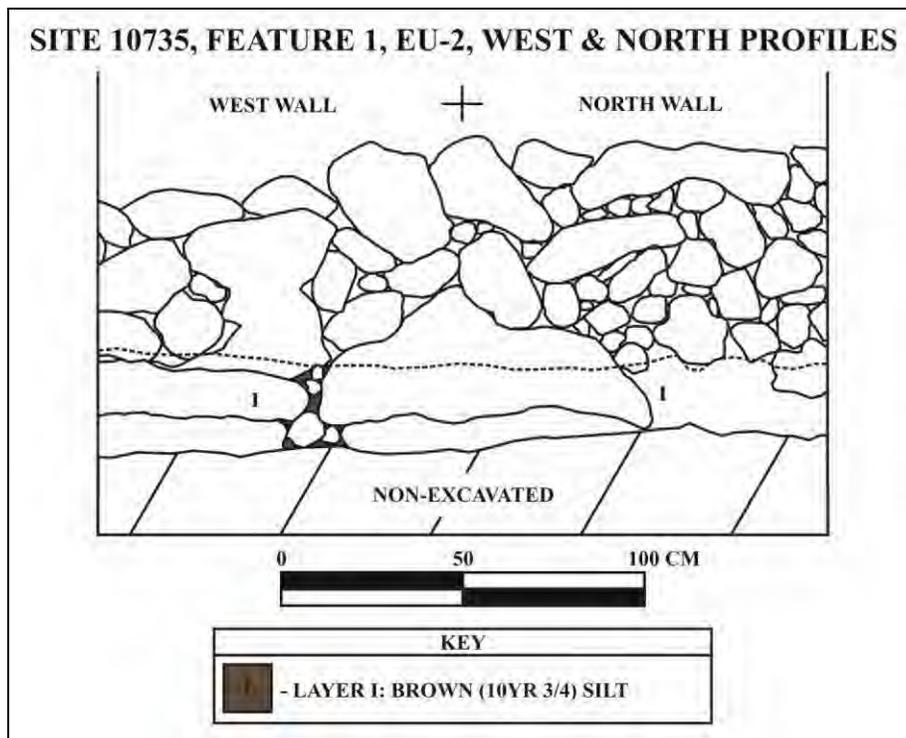 SITE 10735, FEATURE 1, EU-2, WEST & NORTH PROFILES
WEST WALL NORTH WALL
I I
NON-EXCAVATED
0 50 100 CM
KEY
I - LAYER I: BROWN (10YR 3/4) SILT